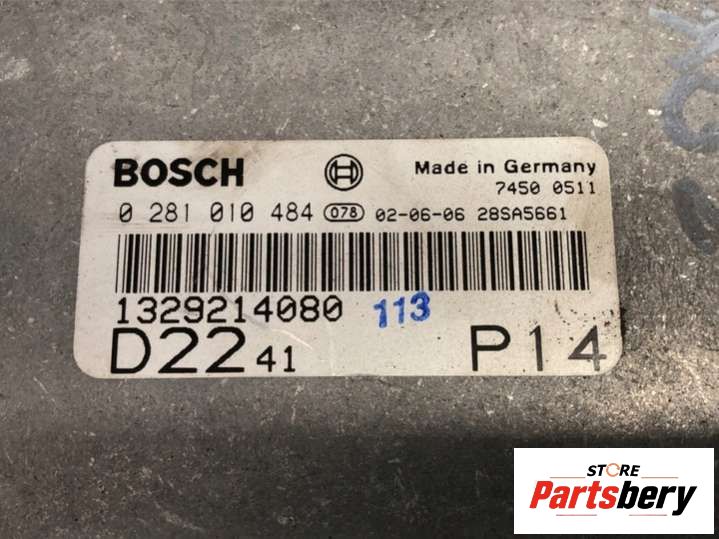 BOSCH Made in Germany
7450 0511
0 281 010 484 078 02-06-06 28SA5661
1329214080 113
D22 41 P14
STORE
Partsbery